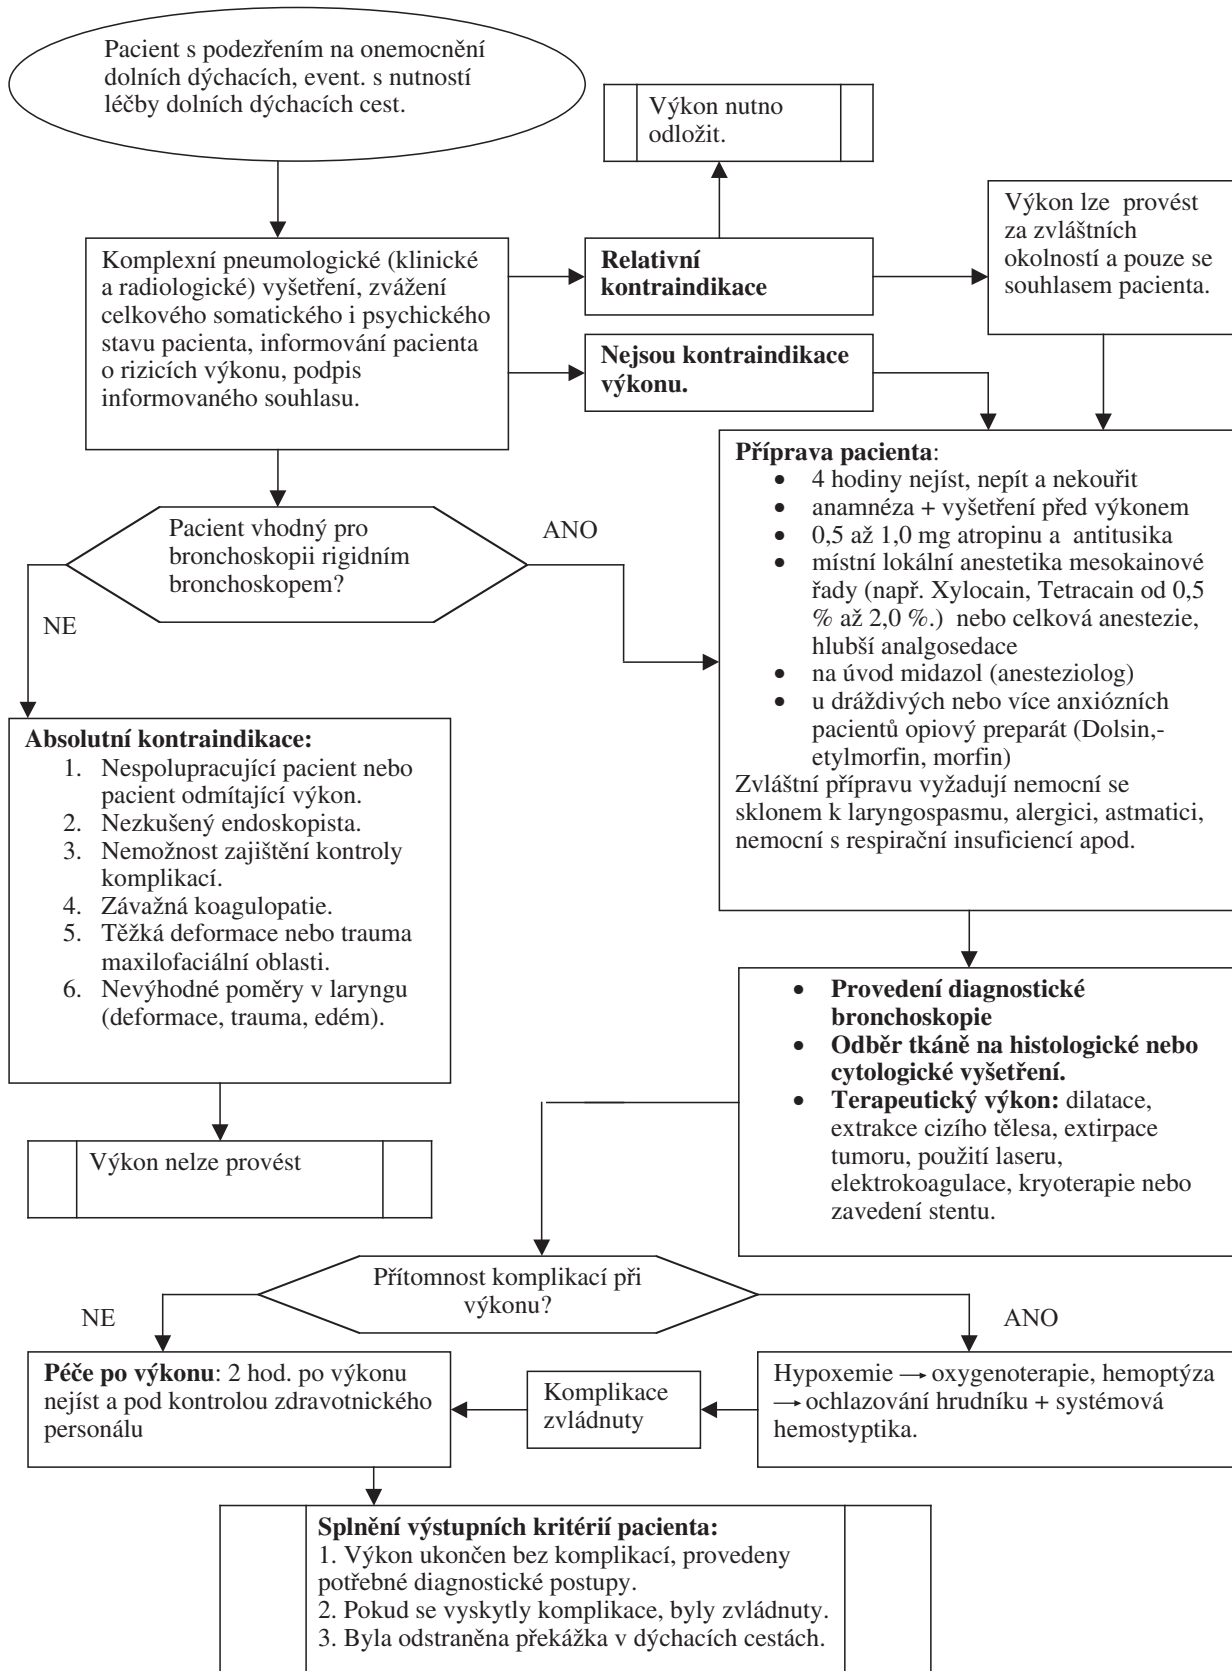 Pacient s podezřením na onemocnění
dolních dýchacích, event. s nutností
léčby dolních dýchacích cest.
Výkon nutno
odložit.
Výkon lze provést
za zvláštních
okolností a pouze se
souhlasem pacienta.
Komplexní pneumologické (klinické
a radiologické) vyšetření, zvážení
celkového somatického i psychického
stavu pacienta, informování pacienta
o rizicích výkonu, podpis
informovaného souhlasu.
Relativní
kontraindikace
Nejsou kontraindikace
výkonu.
Příprava pacienta:
• 4 hodiny nejíst, nepít a nekouřit
• anamnéza + vyšetření před výkonem
• 0,5 až 1,0 mg atropinu a antitusika
• místní lokální anestetika mesokainové
řady (např. Xylocain, Tetracain od 0,5
% až 2,0 %.) nebo celková anestezie,
hlubší analgosedace
• na úvod midazol (anesteziolog)
• u dráždivých nebo více anxiózních
pacientů opiový preparát (Dolsin,-
etylmorfin, morfin)
Zvláštní přípravu vyžadují nemocní se
sklonem k laryngospasmu, alergici, astmatici,
nemocní s respirační insuficiencí apod.
Pacient vhodný pro
bronchoskopii rigidním
bronchoskopem?
ANO
NE
Absolutní kontraindikace:
1. Nespolupracující pacient nebo
pacient odmítající výkon.
2. Nezkušený endoskopista.
3. Nemožnost zajištění kontroly
komplikací.
4. Závažná koagulopatie.
5. Těžká deformace nebo trauma
maxilofaciální oblasti.
6. Nevýhodné poměry v laryngu
(deformace, trauma, edém).
Výkon nelze provést
• Provedení diagnostické
bronchoskopie
• Odběr tkáně na histologické nebo
cytologické vyšetření.
• Terapeutický výkon: dilatace,
extrakce cizího tělesa, extirpace
tumoru, použití laseru,
elektrokoagulace, kryoterapie nebo
zavedení stentu.
Přítomnost komplikací při
výkonu?
NE
ANO
Péče po výkonu: 2 hod. po výkonu
nejíst a pod kontrolou zdravotnického
personálu
Komplikace
zvládnuty
Hypoxemie → oxygenoterapie, hemoptýza
→ ochlazování hrudníku + systémová
hemostyptika.
Splnění výstupních kritérií pacienta:
1. Výkon ukončen bez komplikací, provedeny
potřebné diagnostické postupy.
2. Pokud se vyskytly komplikace, byly zvládnuty.
3. Byla odstraněna překážka v dýchacích cestách.